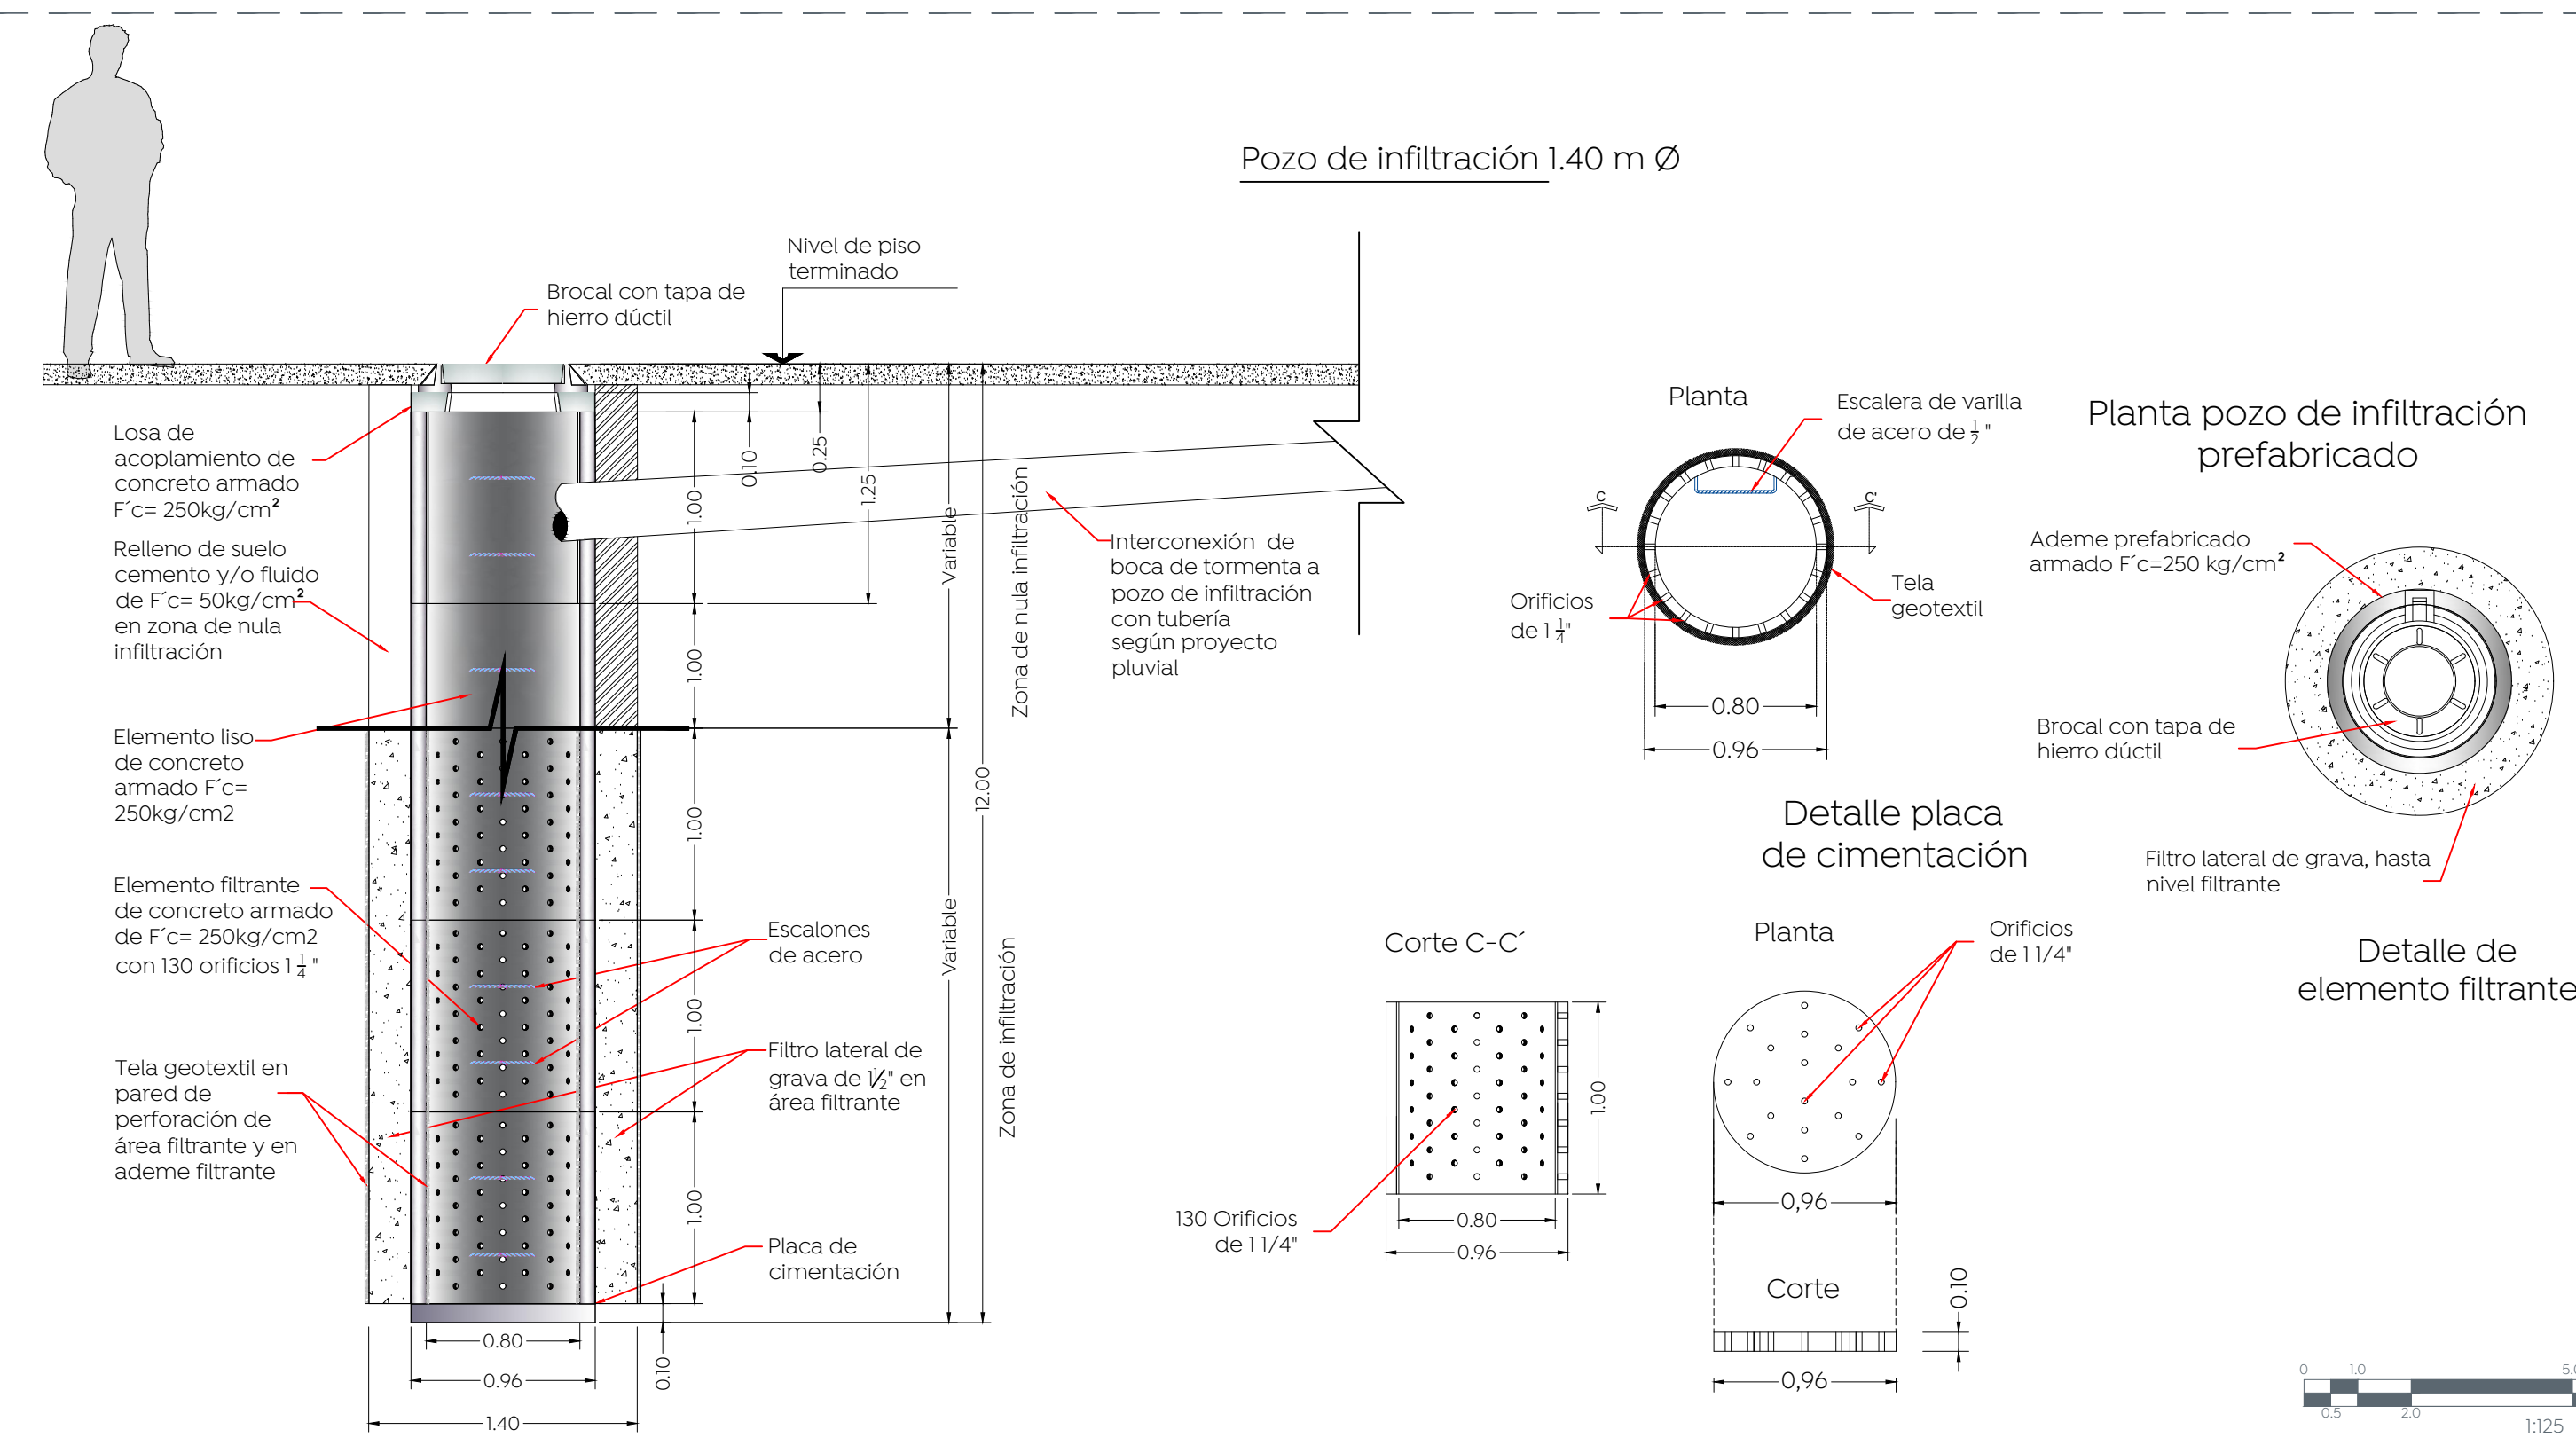 Pozo de infiltración 1.40 m Ø
Nivel de piso
terminado
Brocal con tapa de
hierro dúctil
Losa de
acoplamiento de
concreto armado
F´c= 250kg/cm²
Relleno de suelo
cemento y/o fluido
de F´c= 50kg/cm²
en zona de nula
infiltración
Elemento liso
de concreto
armado F´c=
250kg/cm2
Elemento filtrante
de concreto armado
de F´c= 250kg/cm2
con 130 orificios 1 1/4 "
Tela geotextil en
pared de
perforación de
área filtrante y en
ademe filtrante
0.10
0.25
1.25
1.00
1.00
1.00
1.00
1.00
Variable
Variable
12.00
Zona de nula infiltración
Zona de infiltración
Interconexión de
boca de tormenta a
pozo de infiltración
con tubería
según proyecto
pluvial
Escalones
de acero
Filtro lateral de
grava de 1½" en
área filtrante
Placa de
cimentación
0.80
0.96
1.40
0.10
Planta
Escalera de varilla
de acero de 1/2 "
C
C'
Orificios
de 1 1/4"
Tela
geotextil
0.80
0.96
Planta pozo de infiltración
prefabricado
Ademe prefabricado
armado F´c=250 kg/cm²
Brocal con tapa de
hierro dúctil
Filtro lateral de grava, hasta
nivel filtrante
Detalle placa
de cimentación
Corte C-C´
1.00
130 Orificios
de 1 1/4"
0.80
0.96
Planta
Orificios
de 1 1/4"
0,96
Corte
0.10
0,96
Detalle de
elemento filtrante
0
1.0
5.0
0.5
2.0
1:125